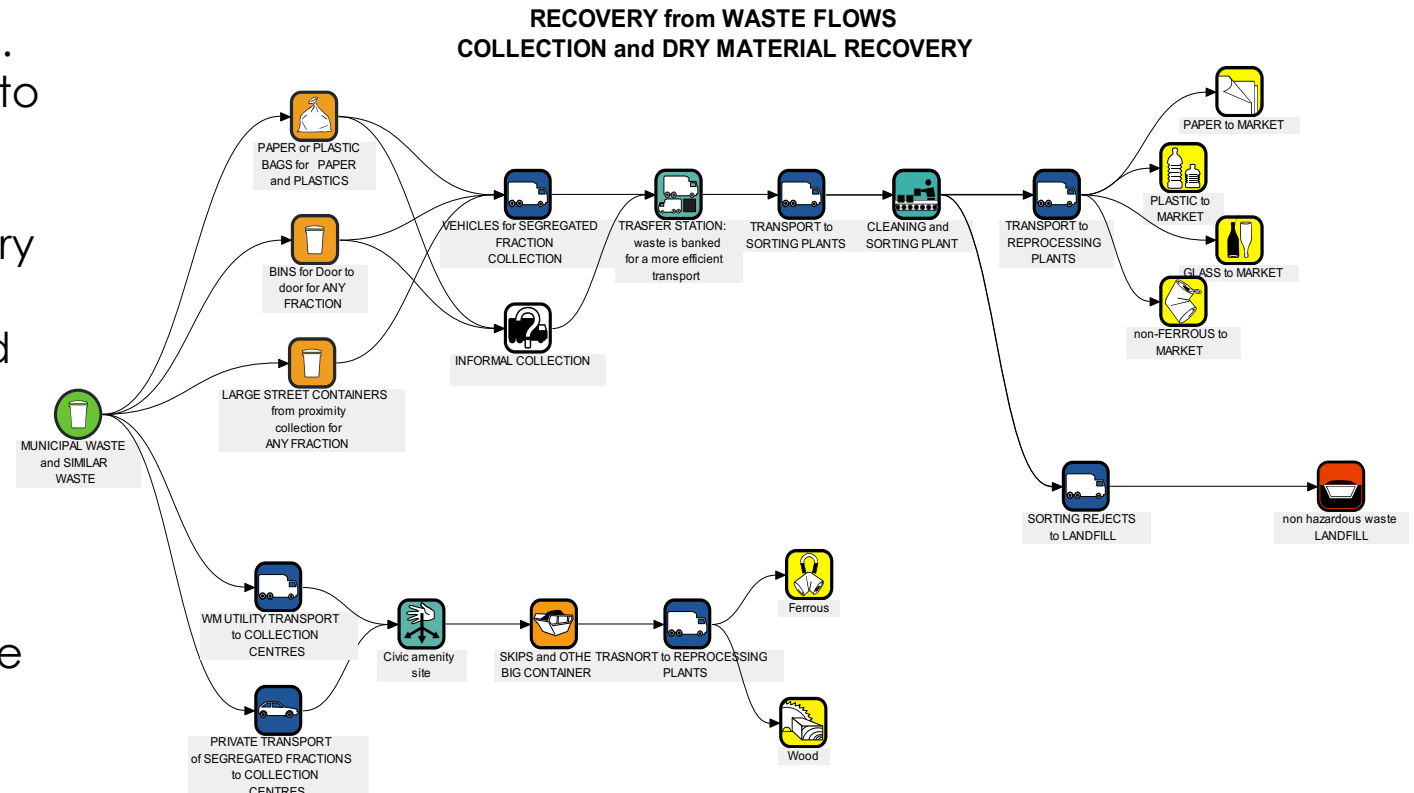 RECOVERY from WASTE FLOWS
COLLECTION and DRY MATERIAL RECOVERY
.
to
ry
d
e
PAPER or PLASTIC
BAGS for PAPER
and PLASTICS
BINS for Door to
door for ANY
FRACTION
LARGE STREET CONTAINERS
from proximity
collection for
ANY FRACTION
MUNICIPAL WASTE
and SIMILAR
WASTE
VEHICLES for SEGREGATED
FRACTION
COLLECTION
INFORMAL COLLECTION
TRASFER STATION:
waste is banked
for a more efficient
transport
TRANSPORT to
SORTING PLANTS
CLEANING and
SORTING PLANT
TRANSPORT to
REPROCESSING
PLANTS
PAPER to MARKET
PLASTIC to
MARKET
GLASS to MARKET
non-FERROUS to
MARKET
SORTING REJECTS
to LANDFILL
non hazardous waste
LANDFILL
WM UTILITY TRANSPORT
to COLLECTION
CENTRES
PRIVATE TRANSPORT
of SEGREGATED FRACTIONS
to COLLECTION
CENTRES
Civic amenity
site
SKIPS and OTHE
BIG CONTAINER
TRASNORT to REPROCESSING
PLANTS
Ferrous
Wood